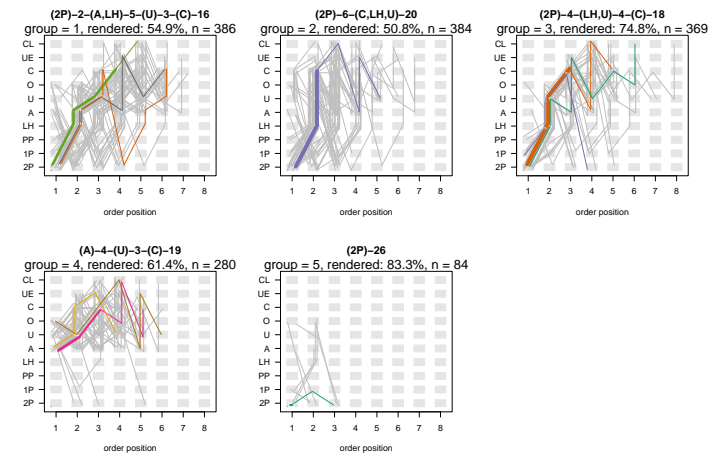 (2P)−2−(A,LH)−5−(U)−3−(C)−16
group = 1, rendered: 54.9%, n = 386
CL
UE
C
O
U
A
LH
PP
1P
2P
1 2 3 4 5 6 7 8
order position
(2P)−6−(C,LH,U)−20
group = 2, rendered: 50.8%, n = 384
CL
UE
C
O
U
A
LH
PP
1P
2P
1 2 3 4 5 6 7 8
order position
(2P)−4−(LH,U)−4−(C)−18
group = 3, rendered: 74.8%, n = 369
CL
UE
C
O
U
A
LH
PP
1P
2P
1 2 3 4 5 6 7 8
order position
(A)−4−(U)−3−(C)−19
group = 4, rendered: 61.4%, n = 280
CL
UE
C
O
U
A
LH
PP
1P
2P
1 2 3 4 5 6 7 8
order position
(2P)−26
group = 5, rendered: 83.3%, n = 84
CL
UE
C
O
U
A
LH
PP
1P
2P
1 2 3 4 5 6 7 8
order position